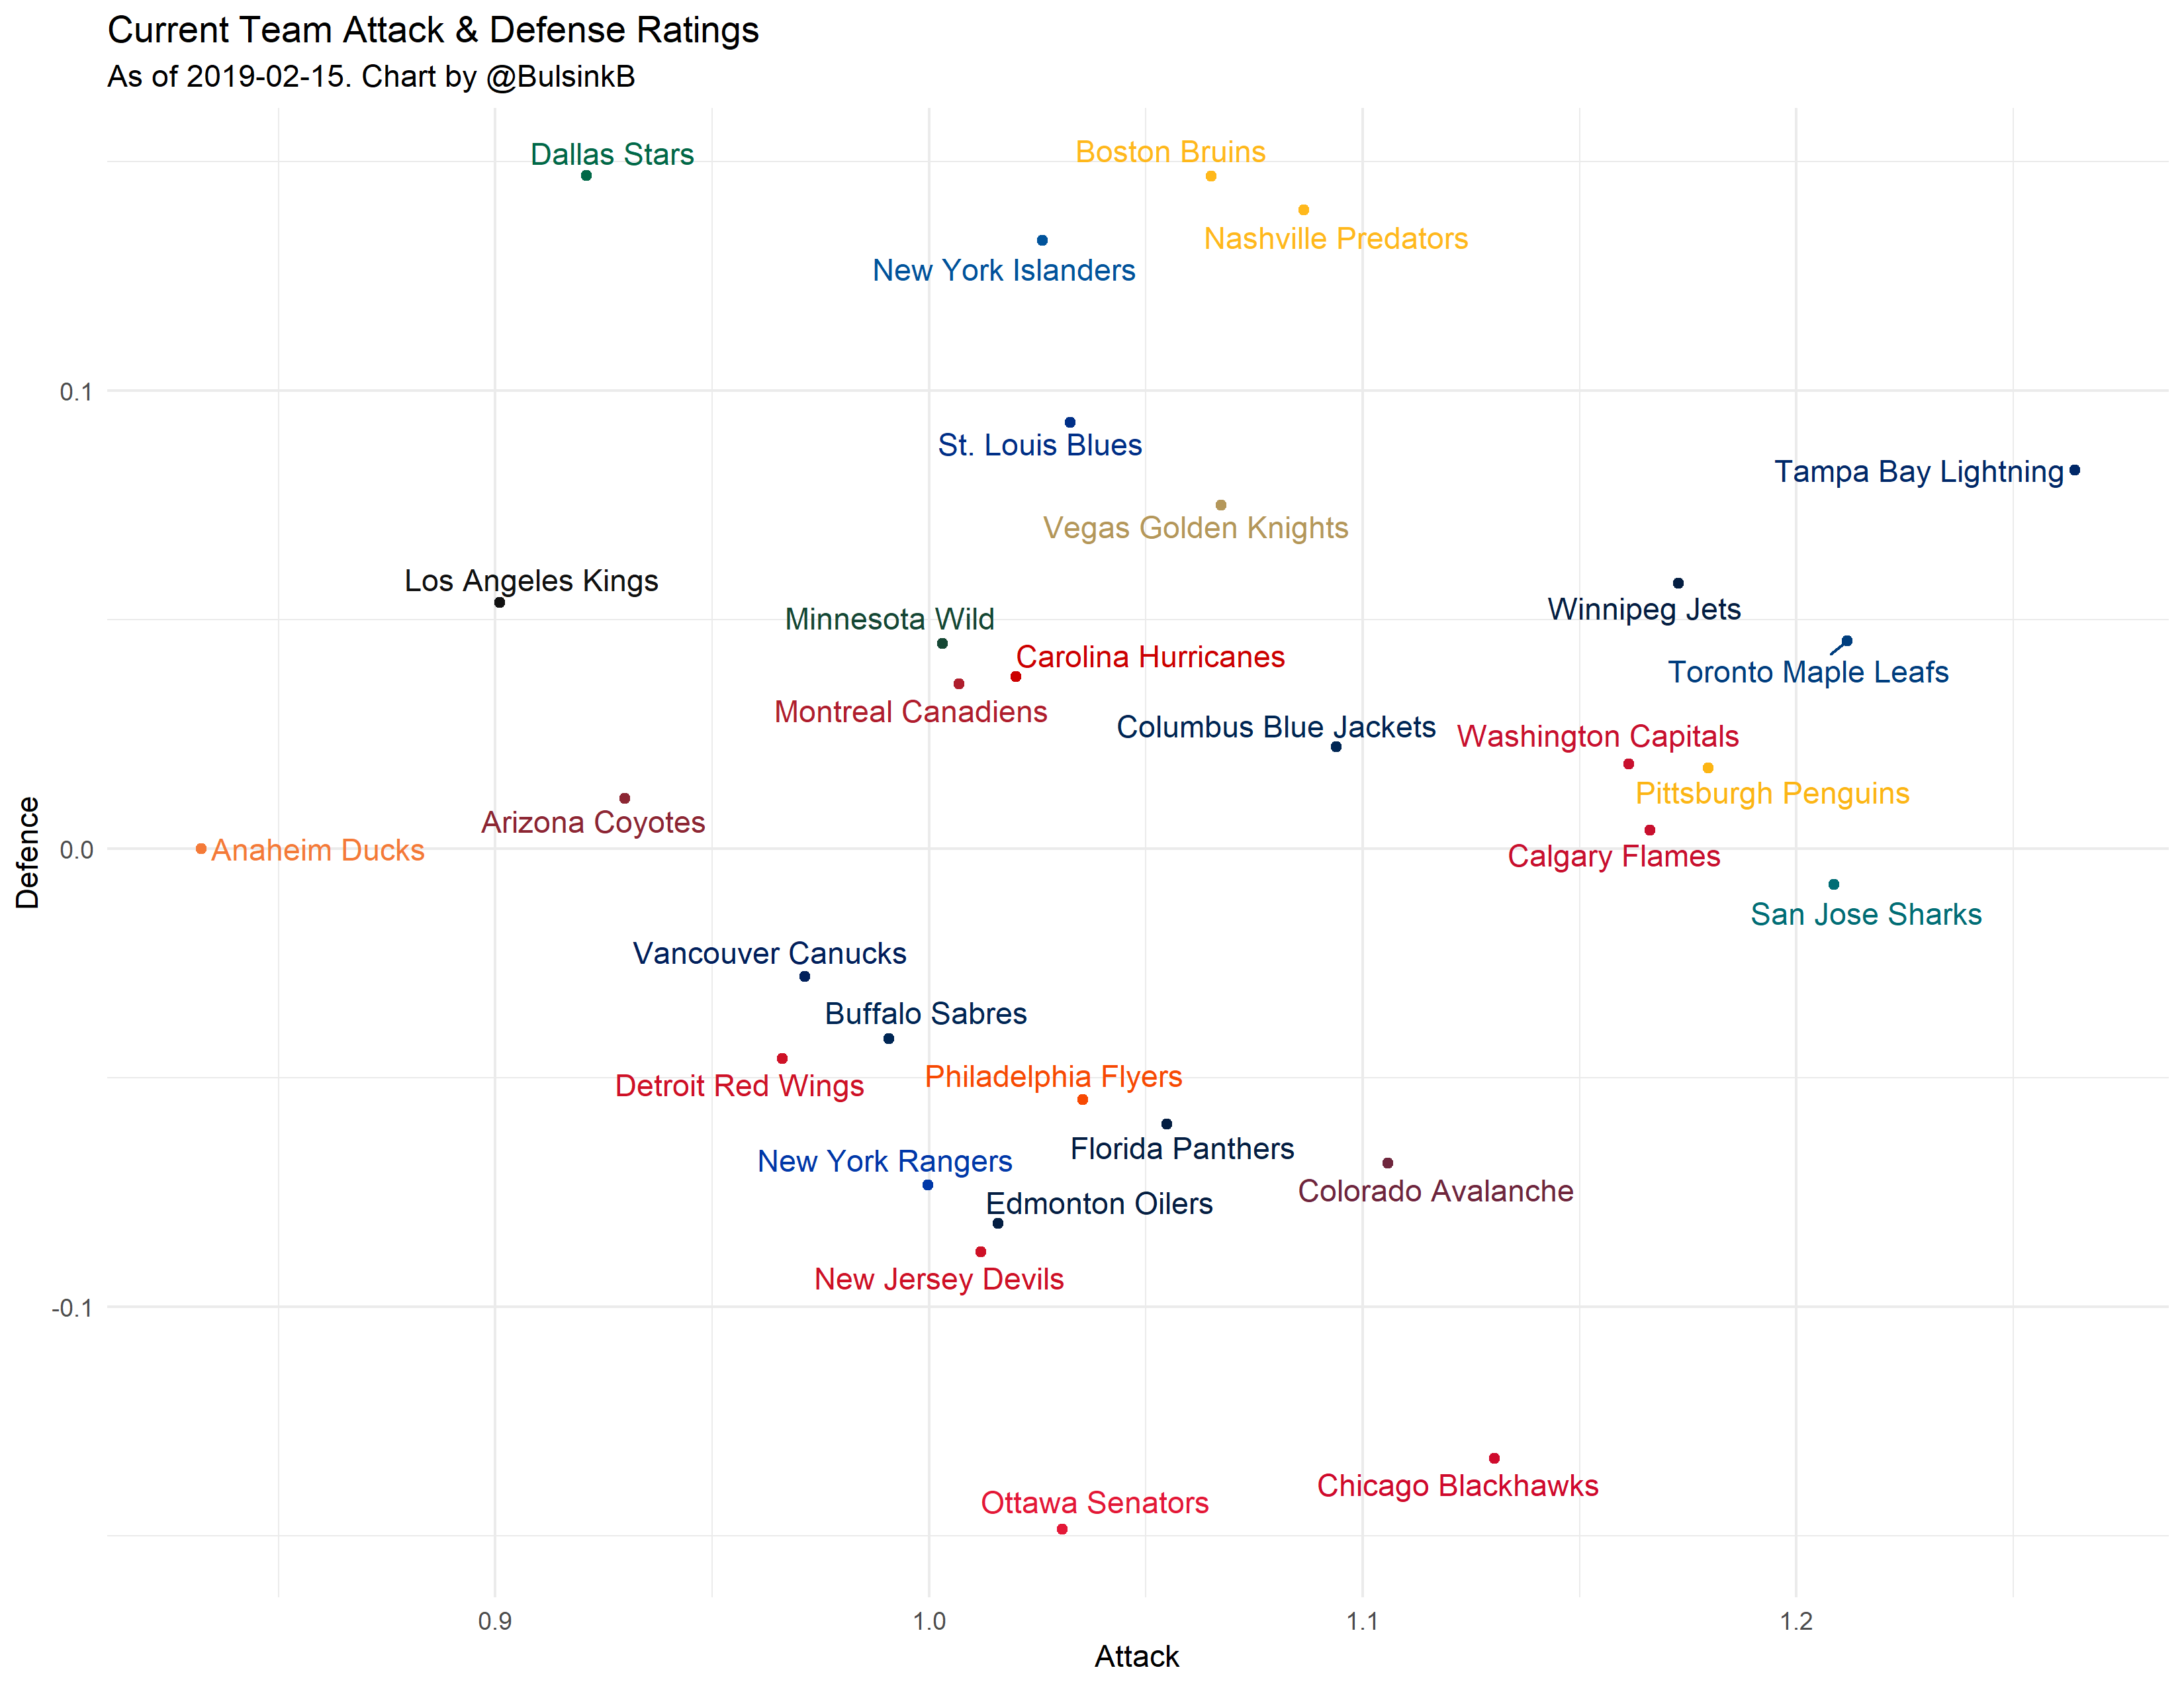 Current Team Attack & Defense Ratings
As of 2019-02-15. Chart by @BulsinkB
Dallas Stars
Boston Bruins
Nashville Predators
New York Islanders
0.1
St. Louis Blues
Tampa Bay Lightning
Vegas Golden Knights
Los Angeles Kings
Winnipeg Jets
Minnesota Wild
Carolina Hurricanes
Toronto Maple Leafs
Montreal Canadiens
Columbus Blue Jackets
Washington Capitals
Pittsburgh Penguins
Arizona Coyotes
Defence
0.0
Anaheim Ducks
Calgary Flames
San Jose Sharks
Vancouver Canucks
Buffalo Sabres
Philadelphia Flyers
Detroit Red Wings
Florida Panthers
New York Rangers
Colorado Avalanche
Edmonton Oilers
New Jersey Devils
-0.1
Chicago Blackhawks
Ottawa Senators
0.9
1.0
1.1
1.2
Attack